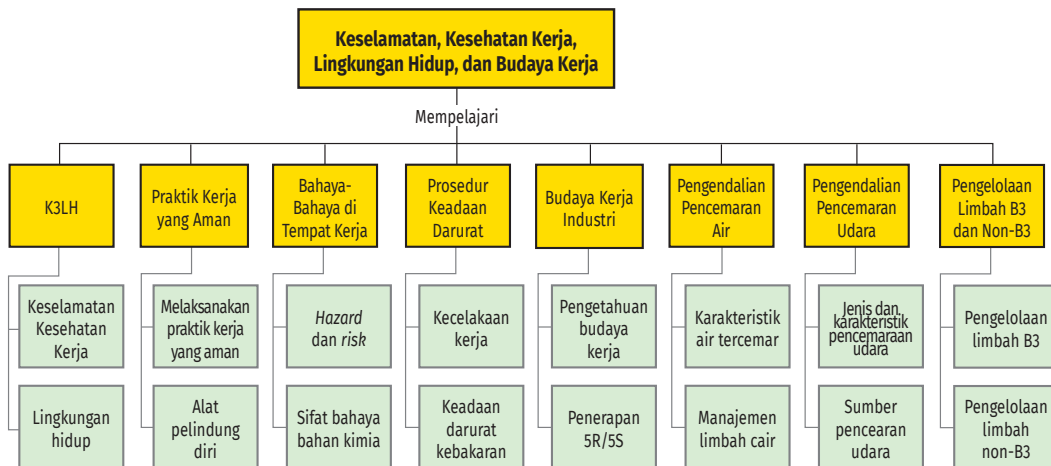 Keselamatan, Kesehatan Kerja,
Lingkungan Hidup, dan Budaya Kerja
Mempelajari
K3LH
Praktik Kerja
yang Aman
Bahaya-
Bahaya di
Tempat Kerja
Prosedur
Keadaan
Darurat
Budaya Kerja
Industri
Pengendalian
Pencemaran
Air
Pengendalian
Pencemaran
Udara
Pengelolaan
Limbah B3
dan Non-B3
Keselamatan
Kesehatan
Kerja
Melaksanakan
praktik kerja
yang aman
Hazard
dan risk
Kecelakaan
kerja
Pengetahuan
budaya
kerja
Karakteristik
air tercemar
Jenis dan
karakteristik
pencemaraan
udara
Pengelolaan
limbah B3
Lingkungan
hidup
Alat
pelindung
diri
Sifat bahaya
bahan kimia
Keadaan
darurat
kebakaran
Penerapan
5R/5S
Manajemen
limbah cair
Sumber
pencearan
udara
Pengelolaan
limbah
non-B3